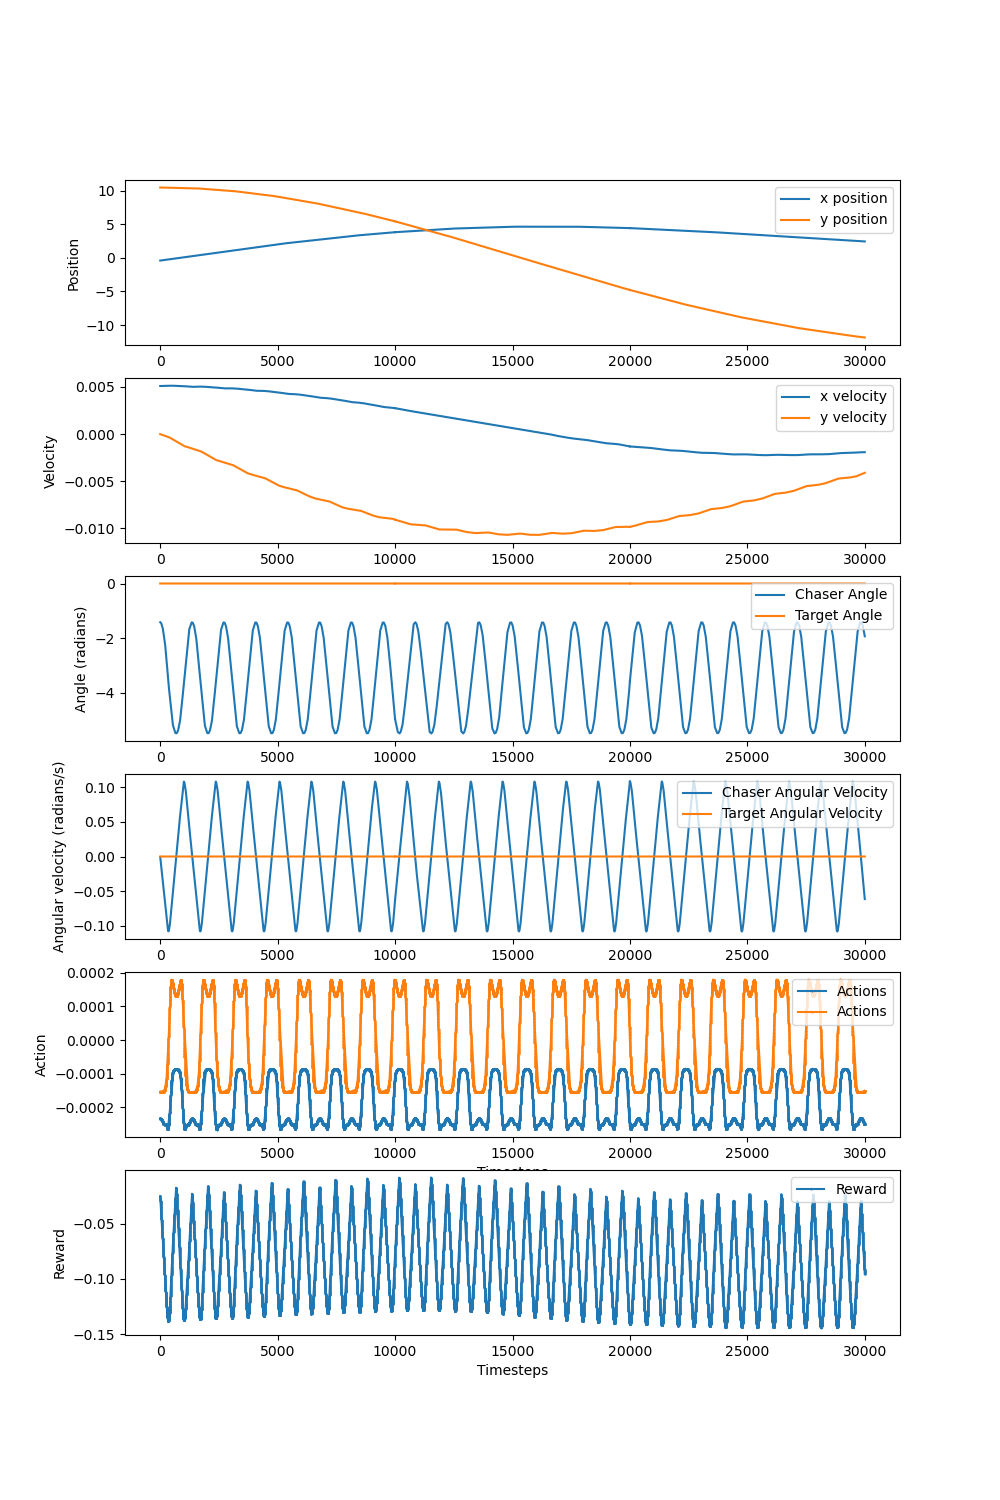 10
5
0
−5
−10
Position
x position
y position
0 5000 10000 15000 20000 25000 30000
0.005
0.000
−0.005
−0.010
Velocity
x velocity
y velocity
0 5000 10000 15000 20000 25000 30000
0
−2
−4
Angle (radians)
Chaser Angle
Target Angle
0 5000 10000 15000 20000 25000 30000
0.10
0.05
0.00
−0.05
−0.10
Angular velocity (radians/s)
Chaser Angular Velocity
Target Angular Velocity
0 5000 10000 15000 20000 25000 30000
0.0002
0.0001
0.0000
−0.0001
−0.0002
Action
Actions
Actions
0 5000 10000 15000 20000 25000 30000
Timesteps
−0.05
−0.10
−0.15
Reward
Reward
0 5000 10000 15000 20000 25000 30000
Timesteps